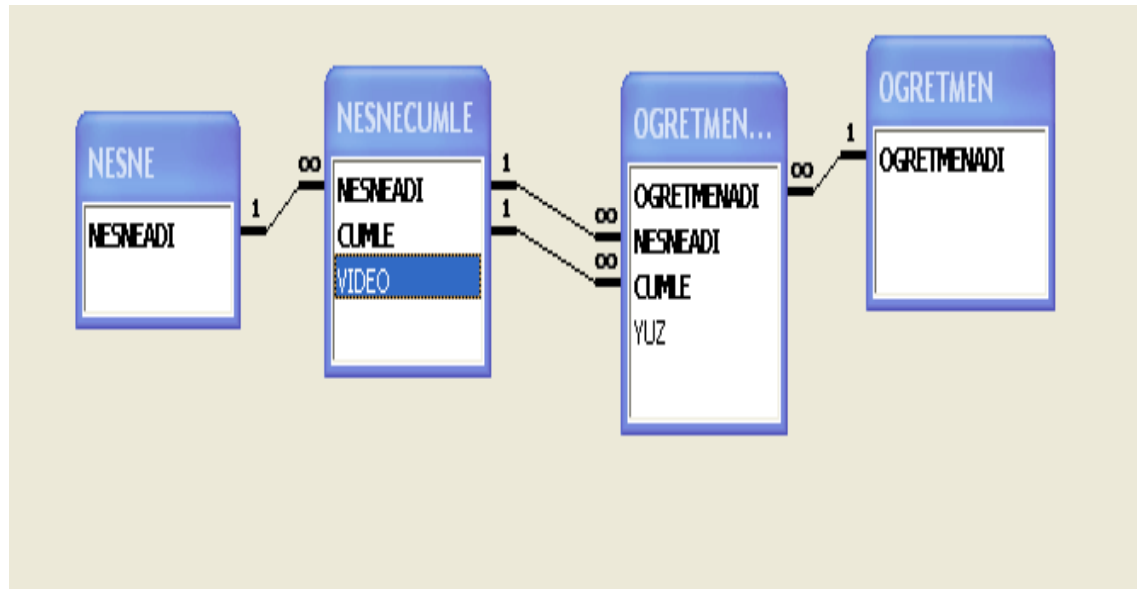 NESNE
NESNEADI
1
∞
NESNECUMLE
NESNEADI
CUMLE
VIDEO
1
1
∞
∞
OGRETMEN...
OGRETMENADI
NESNEADI
CUMLE
YUZ
∞
1
OGRETMEN
OGRETMENADI